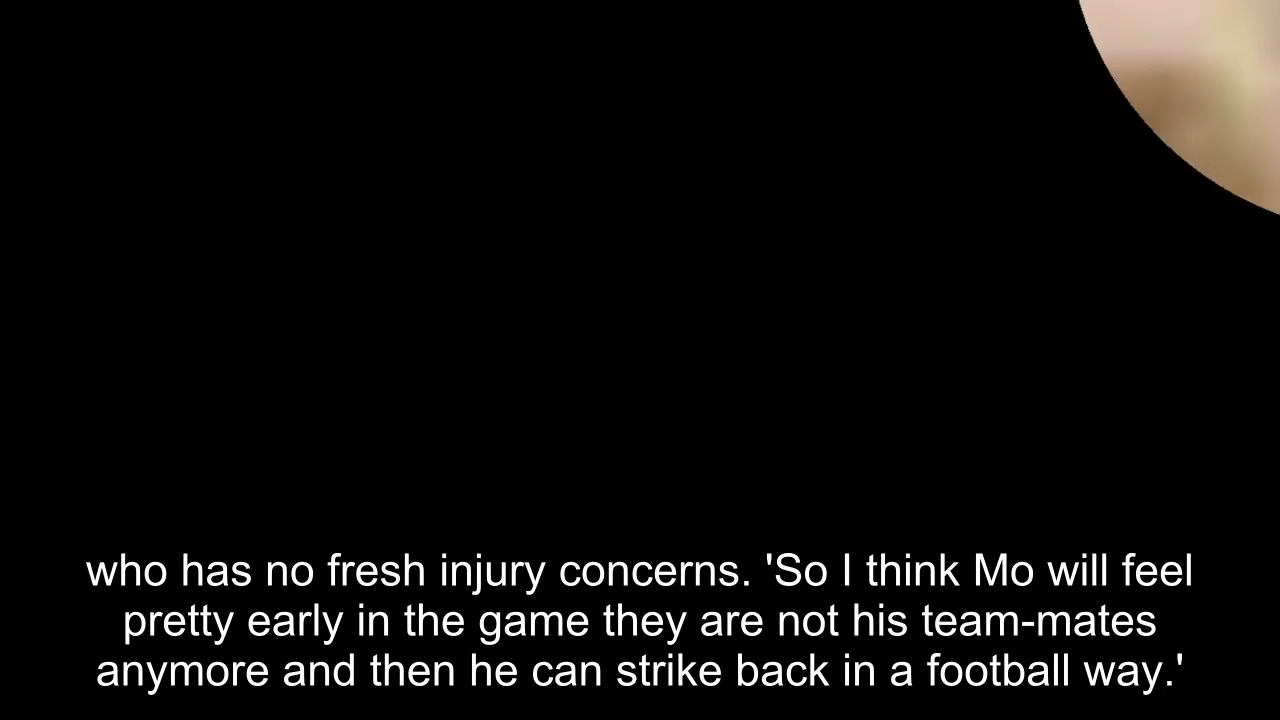 who has no fresh injury concerns. 'So I think Mo will feel
pretty early in the game they are not his team-mates
anymore and then he can strike back in a football way.'